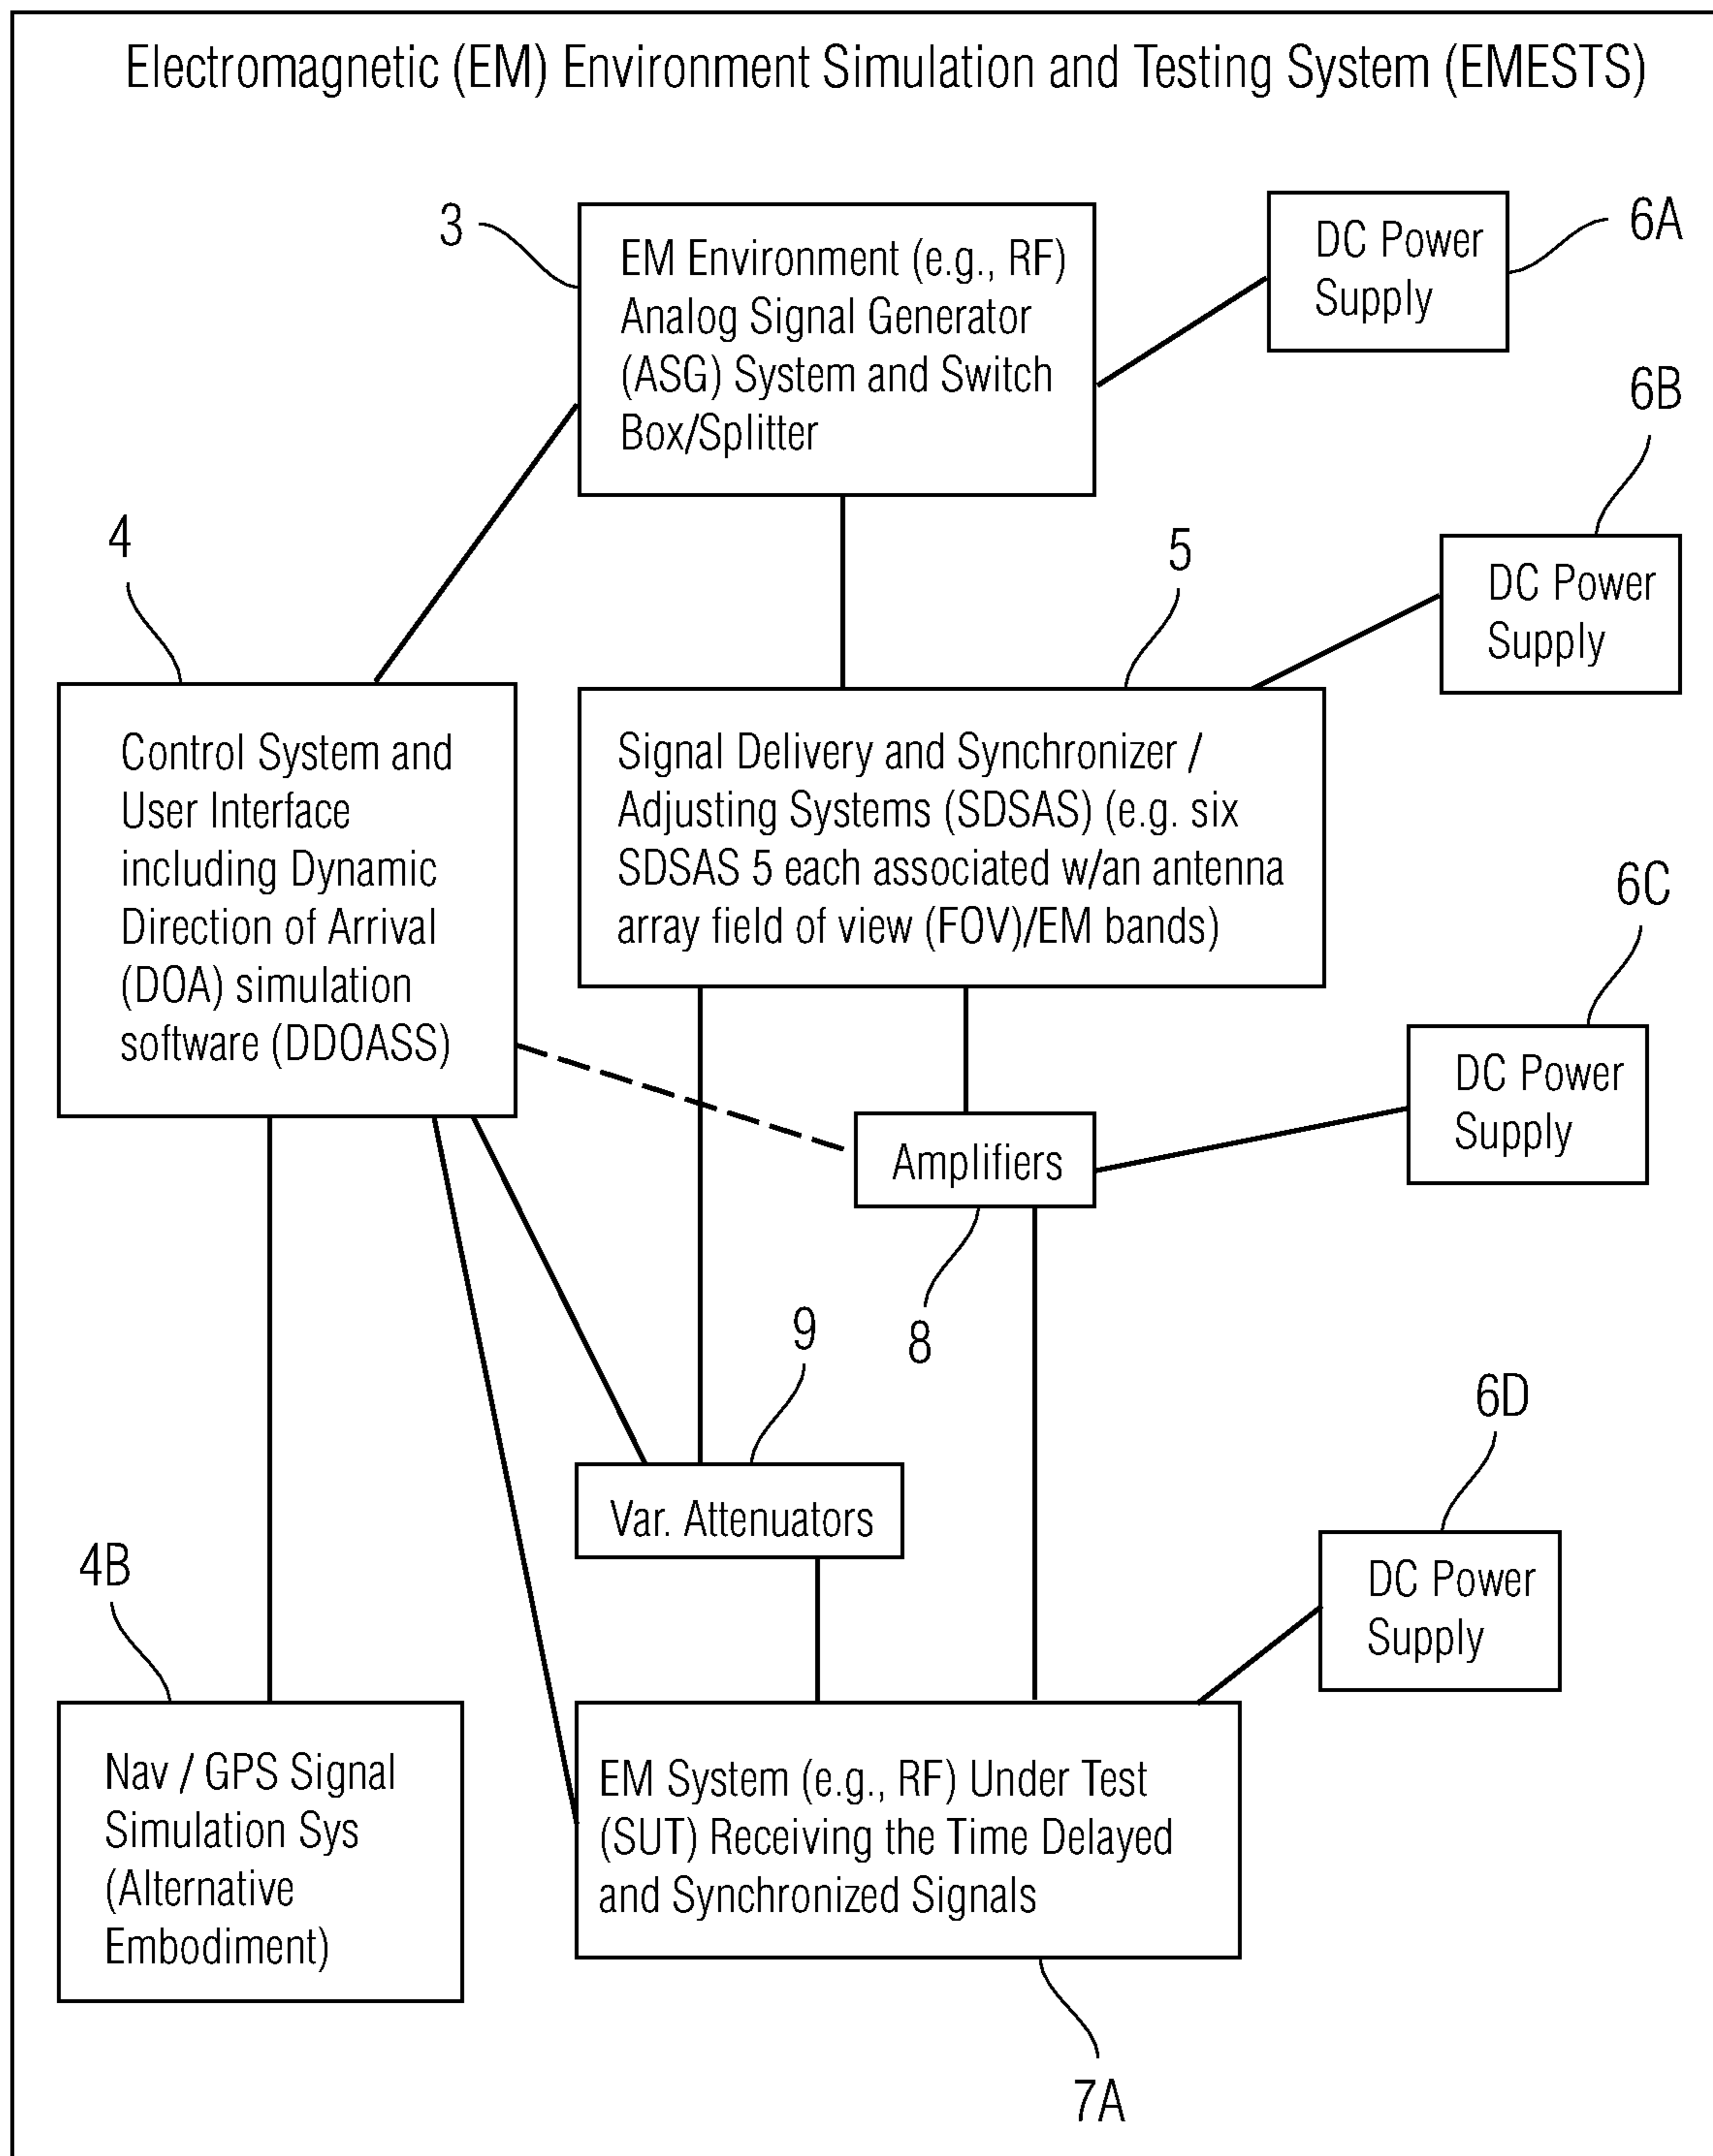 Electromagnetic (EM) Environment Simulation and Testing System (EMESTS)
3
EM Environment (e.g., RF)
Analog Signal Generator
(ASG) System and Switch
Box/Splitter
DC Power
Supply
6A
6B
DC Power
Supply
4
Control System and
User Interface
including Dynamic
Direction of Arrival
(DOA) simulation
software (DDOASS)
5
Signal Delivery and Synchronizer /
Adjusting Systems (SDSAS) (e.g. six
SDSAS 5 each associated w/an antenna
array field of view (FOV)/EM bands)
6C
DC Power
Supply
Amplifiers
8
9
Var. Attenuators
6D
DC Power
Supply
4B
Nav / GPS Signal
Simulation Sys
(Alternative
Embodiment)
EM System (e.g., RF) Under Test
(SUT) Receiving the Time Delayed
and Synchronized Signals
7A